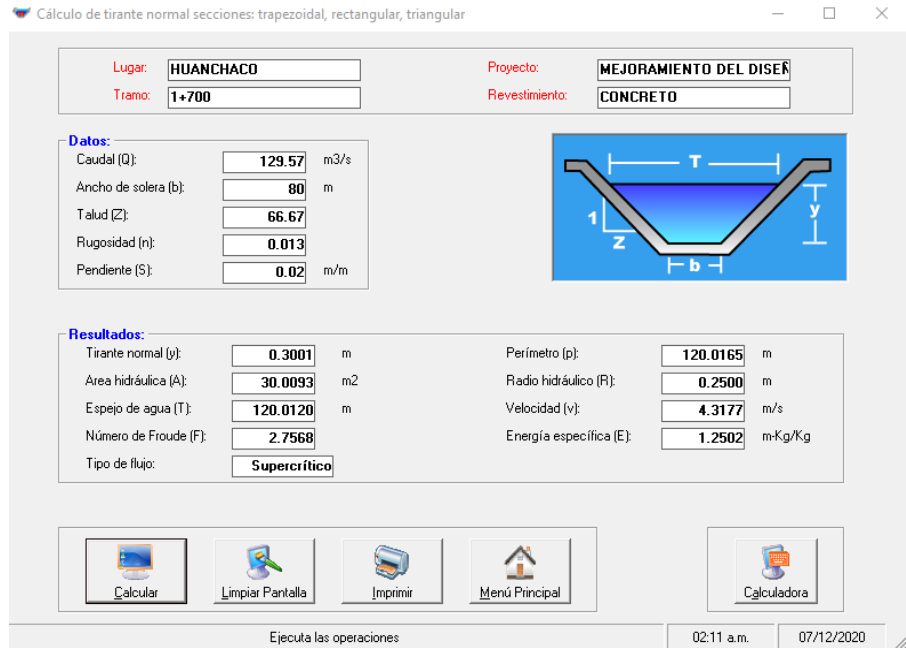 Cálculo de tirante normal secciones: trapezoidal, rectangular, triangular
Lugar: HUANCHACO Proyecto: MEJORAMIENTO DEL DISEÑ
Tramo: 1+700 Revestimiento: CONCRETO
Datos:
Caudal (Q): 129.57 m3/s
Ancho de solera (b): 80 m
Talud (Z): 66.67
Rugosidad (n): 0.013
Pendiente (S): 0.02 m/m
T
y
1
Z
b
Resultados:
Tirante normal (y): 0.3001 m Perímetro (p): 120.0165 m
Area hidráulica (A): 30.0093 m2 Radio hidráulico (R): 0.2500 m
Espejo de agua (T): 120.0120 m Velocidad (v): 4.3177 m/s
Número de Froude (F): 2.7568 Energía específica (E): 1.2502 m-Kg/Kg
Tipo de flujo: Supercrítico
Calcular Limpiar Pantalla Imprimir Menú Principal Calculadora
Ejecuta las operaciones 02:11 a.m. 07/12/2020